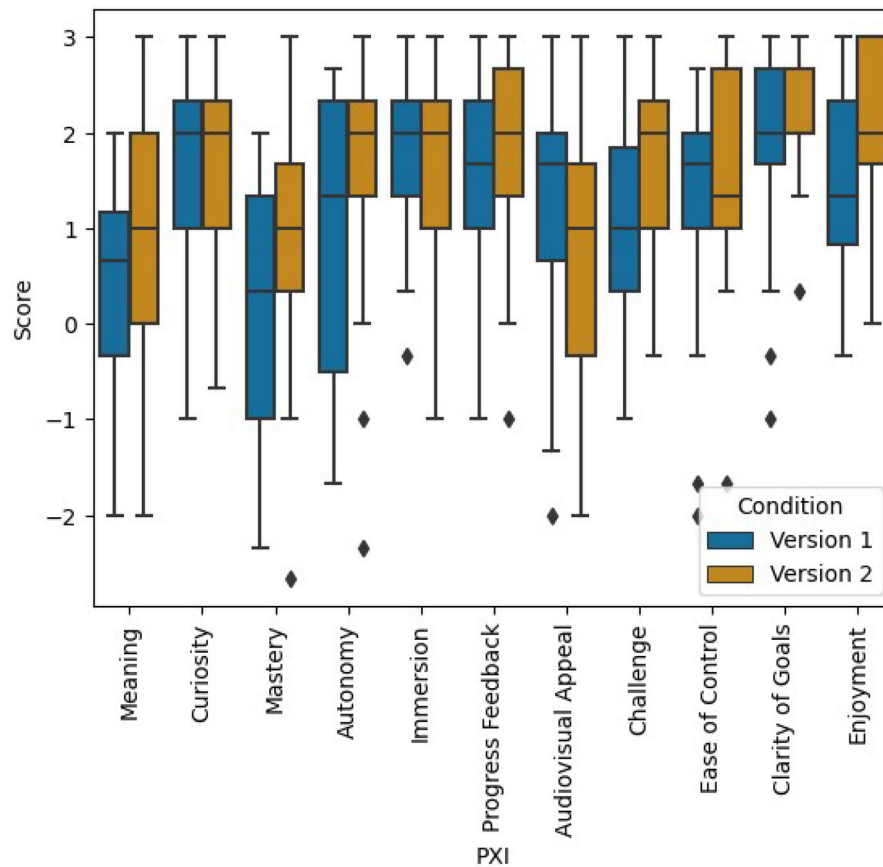 3
2
1
0
−1
−2
Score
Condition
Version 1
Version 2
Meaning
Curiosity
Mastery
Autonomy
Immersion
Progress Feedback
Audiovisual Appeal
Challenge
Ease of Control
Clarity of Goals
Enjoyment
PXI